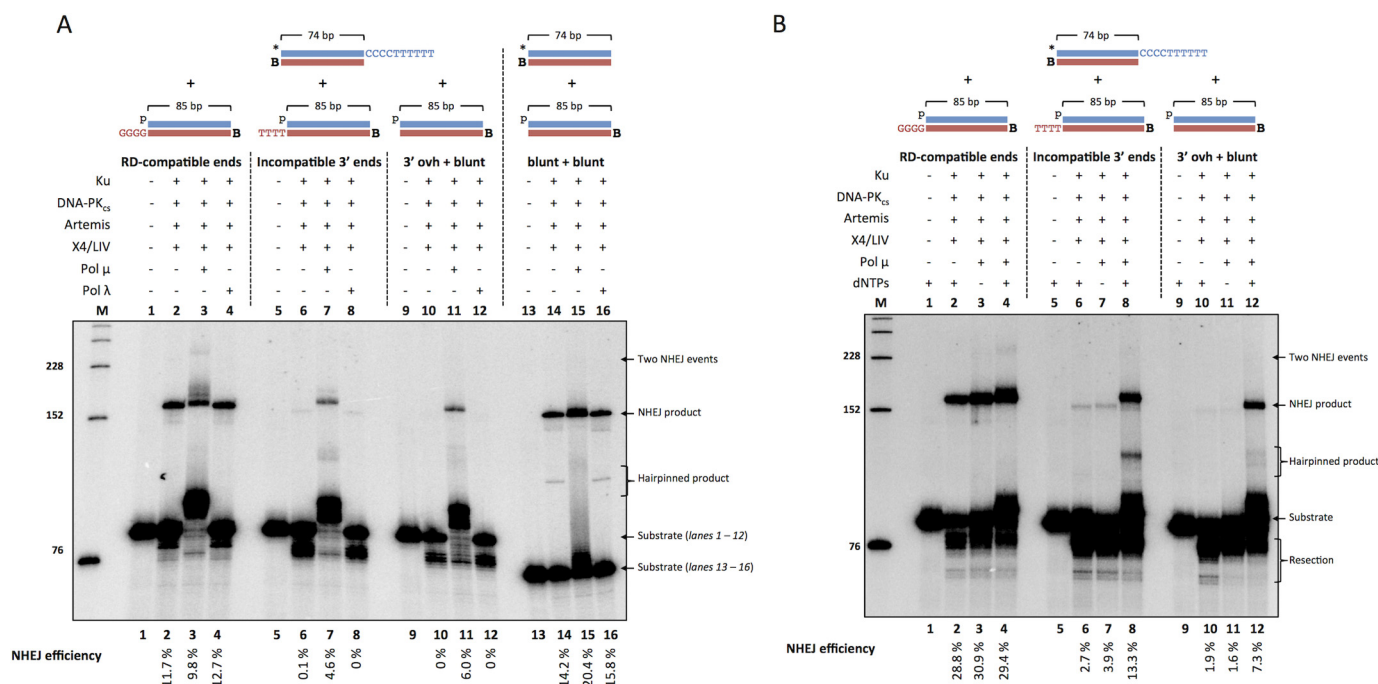 A
74 bp
*
B
CCCCTTTTTT
+
+
+
85 bp
P
GGGG
B
85 bp
P
TTTT
B
85 bp
P
B
74 bp
*
B
+
85 bp
P
B
RD-compatible ends Incompatible 3' ends 3' ovh + blunt blunt + blunt
Ku - + + + - + + + - + + + - + + +
DNA-PKcs - + + + - + + + - + + + - + + +
Artemis - + + + - + + + - + + + - + + +
X4/LIV - + + + - + + + - + + + - + + +
Pol μ - - + - - - + - - - + - - - + -
Pol λ - - - + - - - + - - - + - - - +
M 1 2 3 4 5 6 7 8 9 10 11 12 13 14 15 16
228
152
76
Two NHEJ events
NHEJ product
Hairpinned product
Substrate (lanes 1 – 12)
Substrate (lanes 13 – 16)
1 2 3 4 5 6 7 8 9 10 11 12 13 14 15 16
NHEJ efficiency 11.7 % 9.8 % 12.7 % 0.1 % 4.6 % 0 % 0 % 6.0 % 0 % 14.2 % 20.4 % 15.8 %
B
74 bp
*
B
CCCCTTTTTT
+
+
+
85 bp
P
GGGG
B
85 bp
P
TTTT
B
85 bp
P
B
RD-compatible ends Incompatible 3' ends 3' ovh + blunt
Ku - + + + - + + + - + + +
DNA-PKcs - + + + - + + + - + + +
Artemis - + + + - + + + - + + +
X4/LIV - + + + - + + + - + + +
Pol μ - - + + - - + + - - + +
dNTPs + + - + + + - + + + - +
M 1 2 3 4 5 6 7 8 9 10 11 12
228
152
76
Two NHEJ events
NHEJ product
Hairpinned product
Substrate
Resection
1 2 3 4 5 6 7 8 9 10 11 12
NHEJ efficiency 28.8 % 30.9 % 29.4 % 2.7 % 3.9 % 13.3 % 1.9 % 1.6 % 7.3 %